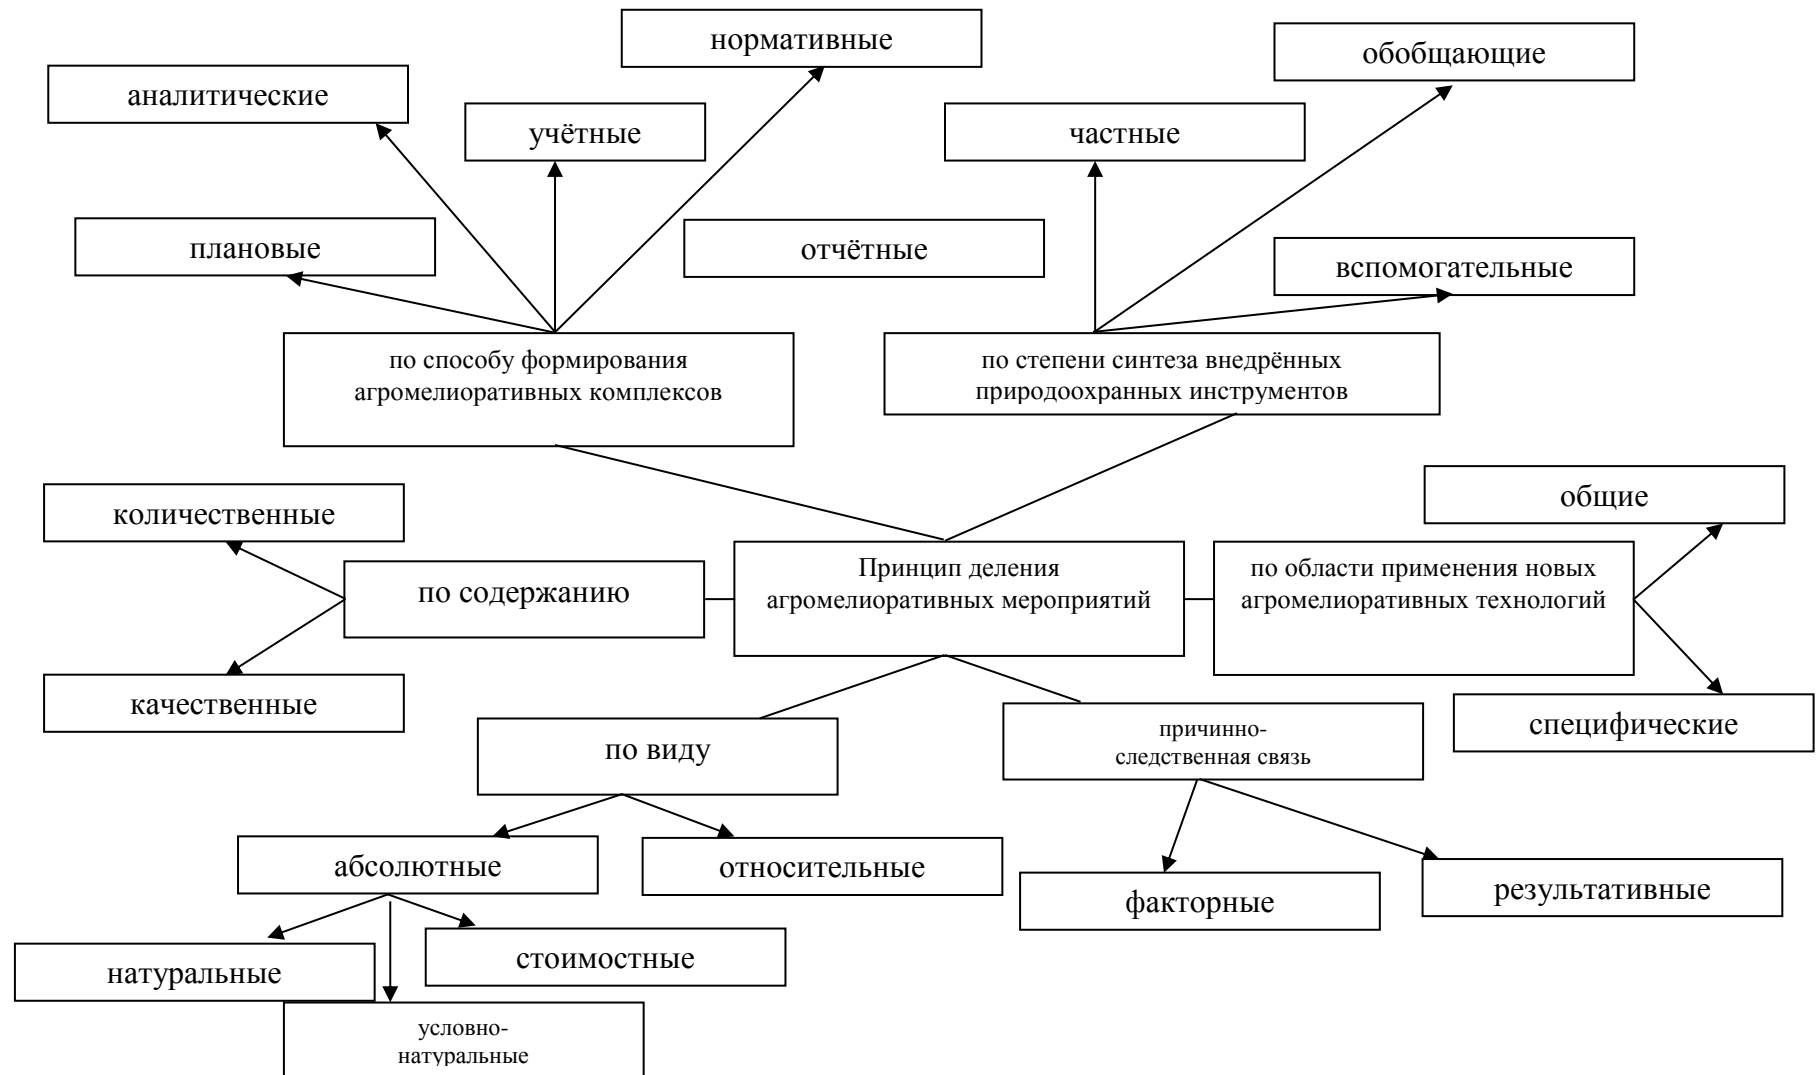 нормативные
обобщающие
аналитические
учётные
частные
плановые
отчётные
вспомогательные
по способу формирования
агромелиоративных комплексов
по степени синтеза внедрённых
природоохранных инструментов
количественные
общие
по содержанию
Принцип деления
агромелиоративных мероприятий
по области применения новых
агромелиоративных технологий
качественные
специфические
по виду
причинно-
следственная связь
абсолютные
относительные
факторные
результативные
натуральные
стоимостные
условно-
натуральные